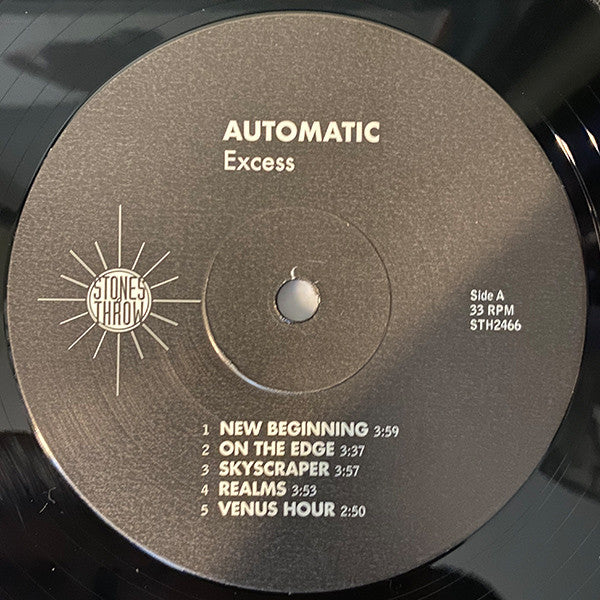 AUTOMATIC
Excess
STONES
THROW
Side A
33 RPM
STH2466
1 NEW BEGINNING 3:59
2 ON THE EDGE 3:37
3 SKYSCRAPER 3:57
4 REALMS 3:53
5 VENUS HOUR 2:50